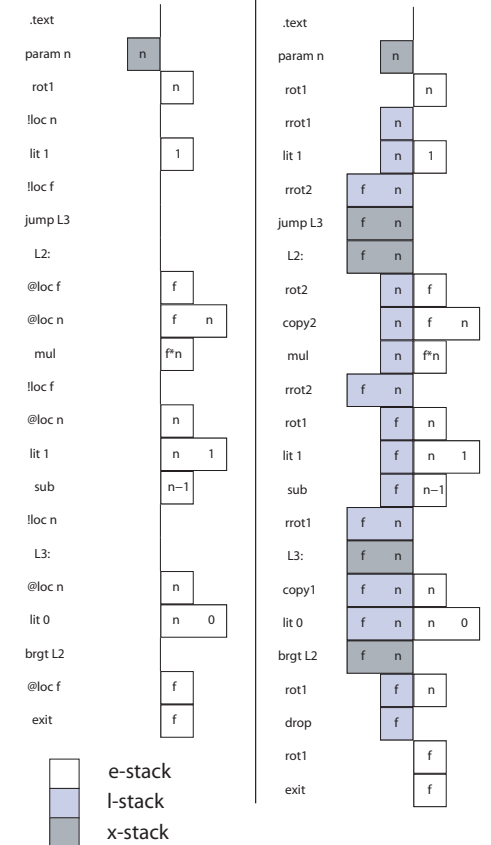 .text
param n n
rot1 n
!loc n
lit 1 1
!loc f
jump L3
L2:
@loc f f
@loc n f n
mul f*n
!loc f
@loc n n
lit 1 n 1
sub n−1
!loc n
L3:
@loc n n
lit 0 n 0
brgt L2
@loc f f
exit f
e-stack
l-stack
x-stack
.text
param n n
rot1 n
rrot1 n
lit 1 n 1
rrot2 f n
jump L3 f n
L2: f n
rot2 n f
copy2 n f n
mul n f*n
rrot2 f n
rot1 f n
lit 1 f n 1
sub f n−1
rrot1 f n
L3: f n
copy1 f n n
lit 0 f n n 0
brgt L2 f n
rot1 f n
drop f
rot1 f
exit f